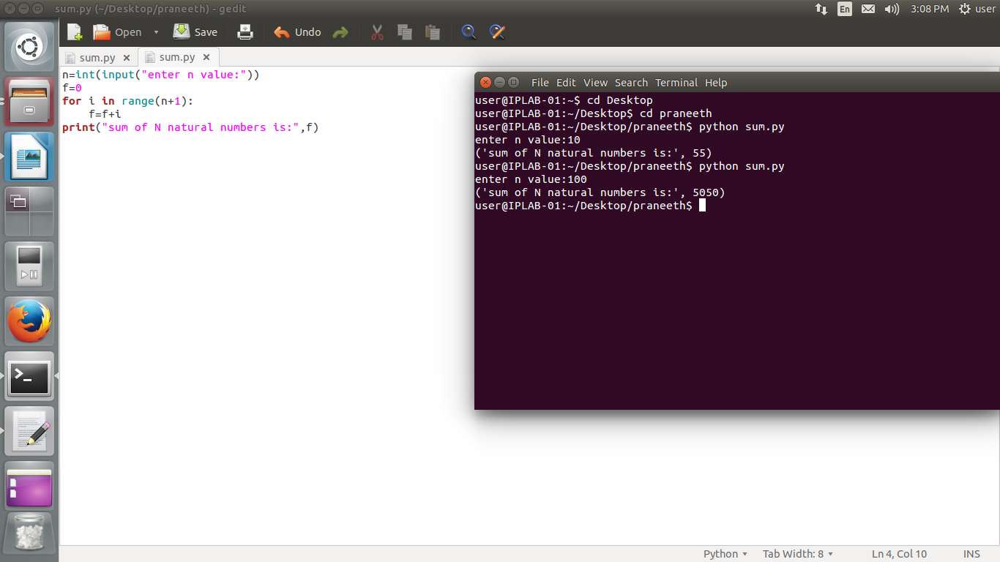 sum.py (~/Desktop/praneeth) - gedit
En 3:08 PM user
Open Save Undo
sum.py sum.py
n=int(input("enter n value:"))
f=0
for i in range(n+1):
    f=f+i
print("sum of N natural numbers is:",f)
File Edit View Search Terminal Help
user@IPLAB-01:~$ cd Desktop
user@IPLAB-01:~/Desktop$ cd praneeth
user@IPLAB-01:~/Desktop/praneeth$ python sum.py
enter n value:10
('sum of N natural numbers is:', 55)
user@IPLAB-01:~/Desktop/praneeth$ python sum.py
enter n value:100
('sum of N natural numbers is:', 5050)
user@IPLAB-01:~/Desktop/praneeth$
Python Tab Width: 8 Ln 4, Col 10 INS